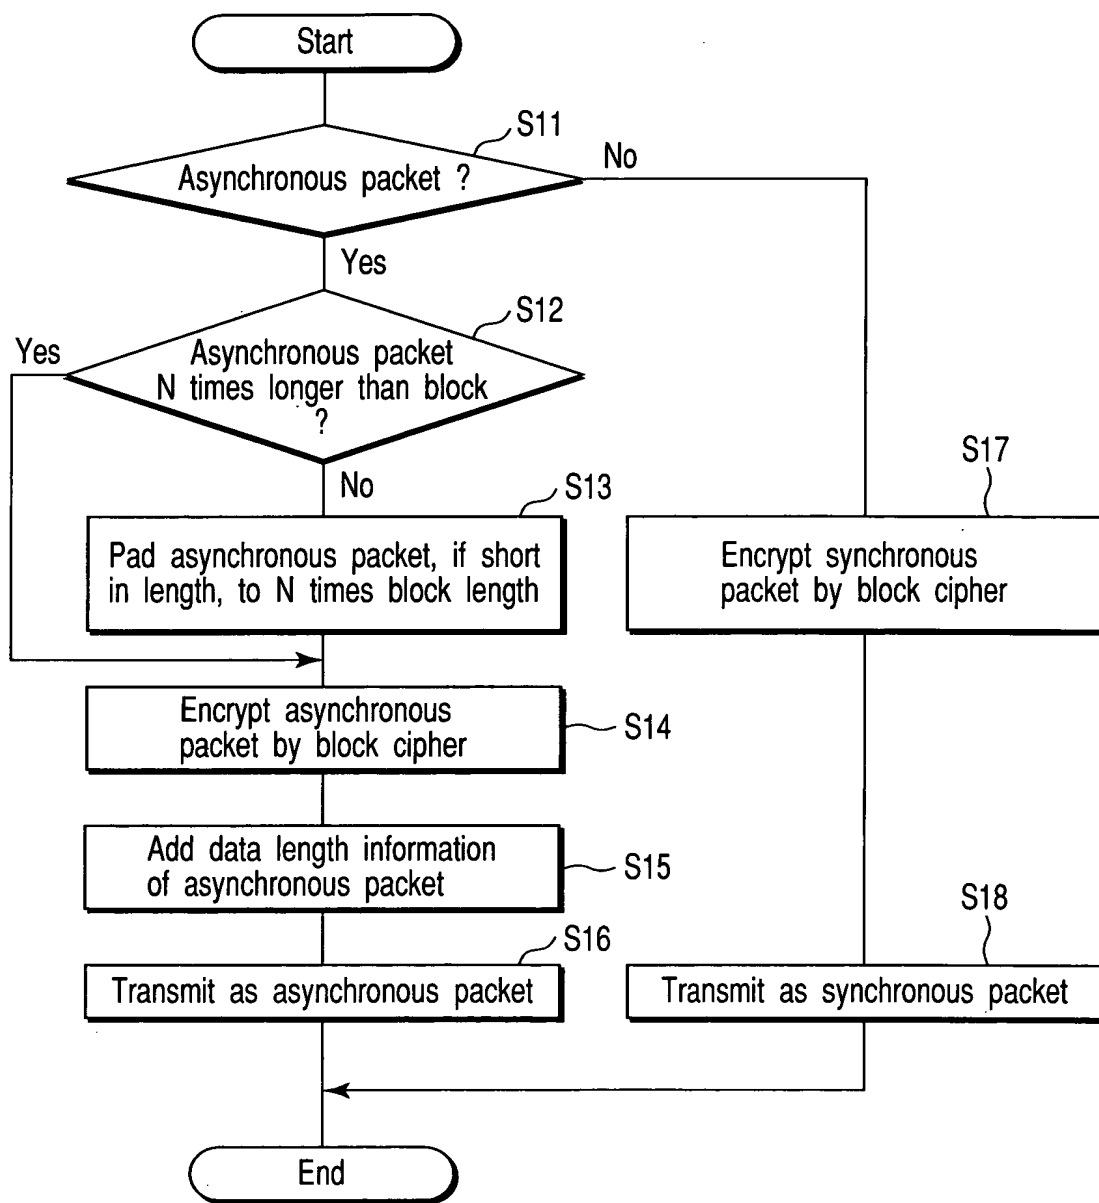 Start
S11
Asynchronous packet ?
No
Yes
S12
Yes
Asynchronous packet
N times longer than block
?
No
S13
S17
Pad asynchronous packet, if short
in length, to N times block length
Encrypt synchronous
packet by block cipher
Encrypt asynchronous
packet by block cipher
S14
Add data length information
of asynchronous packet
S15
S16
S18
Transmit as asynchronous packet
Transmit as synchronous packet
End